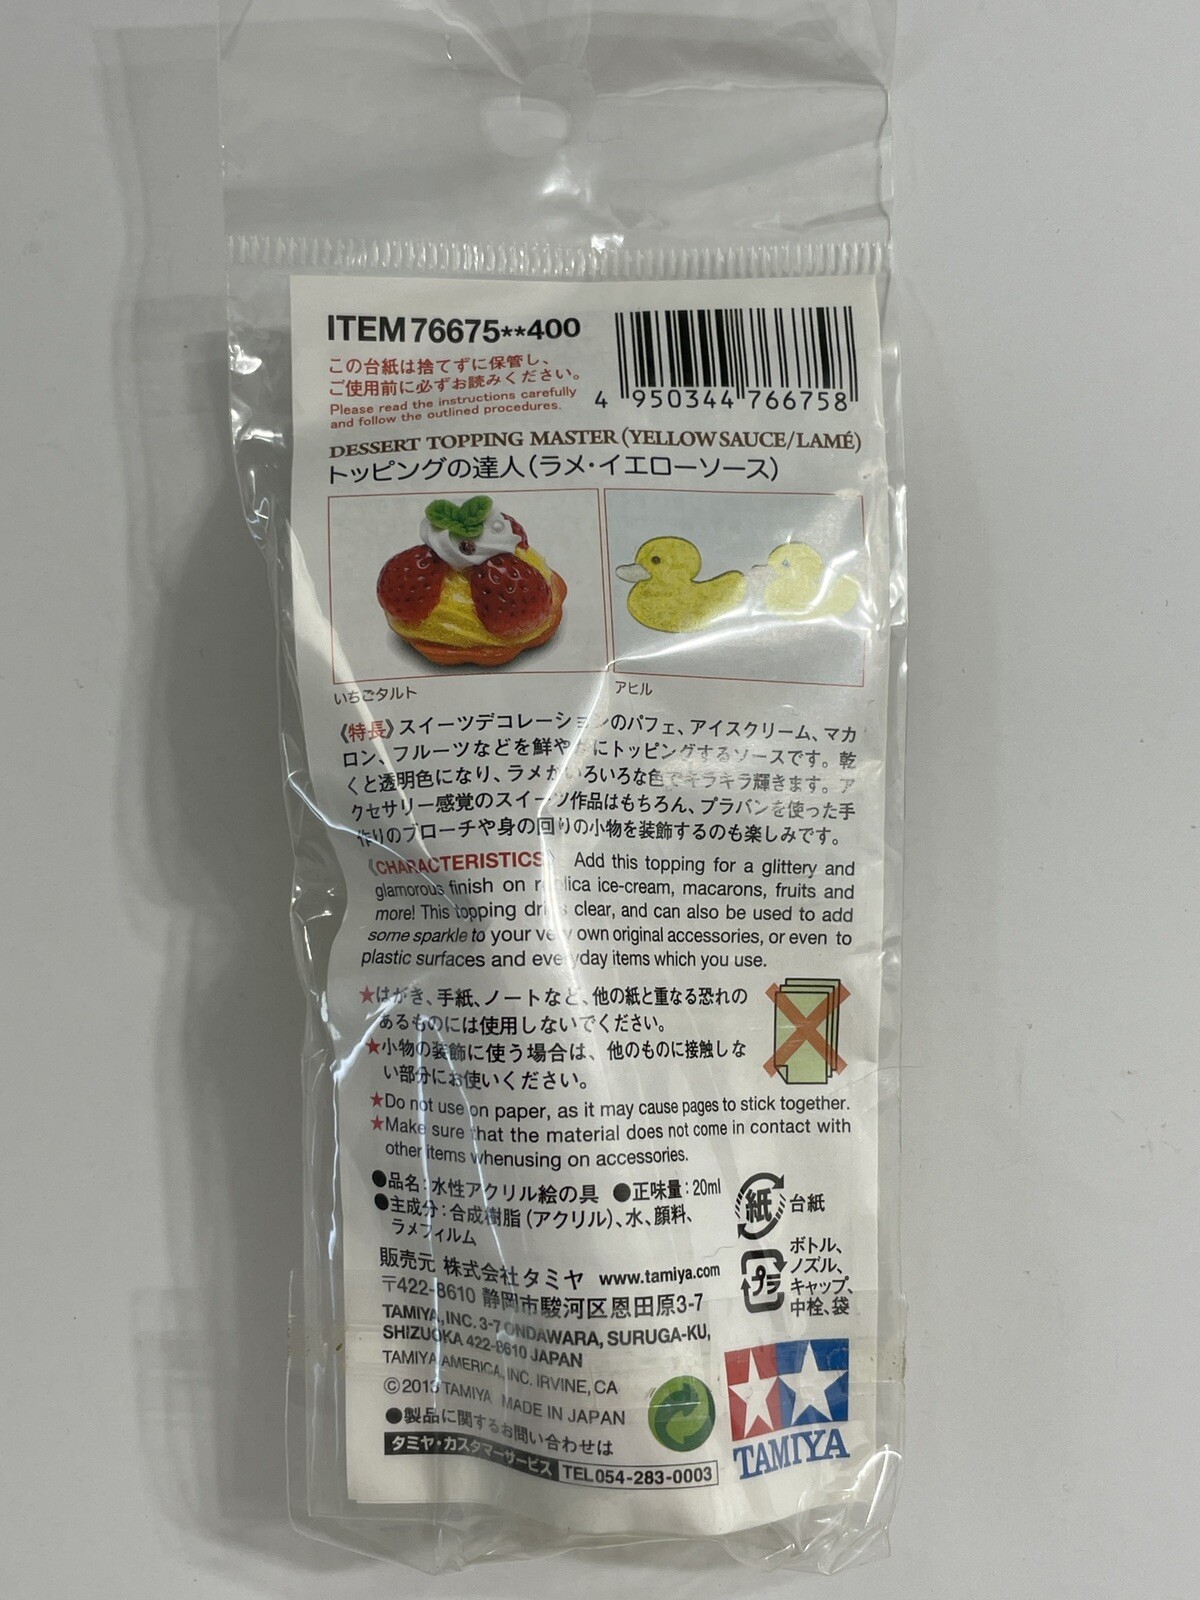 ITEM 76675**400
この台紙は捨てずに保管し、
ご使用前に必ずお読みください。
Please read the instructions carefully
and follow the outlined procedures.
4 950344 766758
DESSERT TOPPING MASTER (YELLOW SAUCE/LAMÉ)
トッピングの達人(ラメ・イエローソース)
いちごタルト
アヒル
《特長》スイーツデコレーションのパフェ、アイスクリーム、マカ
ロン、フルーツなどを鮮やかにトッピングするソースです。乾
くと透明色になり、ラメがいろいろな色でキラキラ輝きます。ア
クセサリー感覚のスイーツ作品はもちろん、プラバンを使った手
作りのブローチや身の回りの小物を装飾するのも楽しみです。
《CHARACTERISTICS》 Add this topping for a glittery and
glamorous finish on replica ice-cream, macarons, fruits and
more! This topping dries clear, and can also be used to add
some sparkle to your very own original accessories, or even to
plastic surfaces and everyday items which you use.
★はがき、手紙、ノートなど、他の紙と重なる恐れの
あるものには使用しないでください。
★小物の装飾に使う場合は、他のものに接触しな
い部分にお使いください。
★Do not use on paper, as it may cause pages to stick together.
★Make sure that the material does not come in contact with
other items whenusing on accessories.
●品名：水性アクリル絵の具 ●正味量：20ml
●主成分：合成樹脂(アクリル)、水、顔料、
ラメフィルム
紙 台紙
プラ ボトル、
ノズル、
キャップ、
中栓、袋
販売元 株式会社タミヤ www.tamiya.com
〒422-8610 静岡市駿河区恩田原3-7
TAMIYA, INC. 3-7 ONDAWARA, SURUGA-KU,
SHIZUOKA 422-8610 JAPAN
TAMIYA AMERICA, INC. IRVINE, CA
©2013 TAMIYA MADE IN JAPAN
●製品に関するお問い合わせは
タミヤ・カスタマーサービス TEL 054-283-0003
TAMIYA